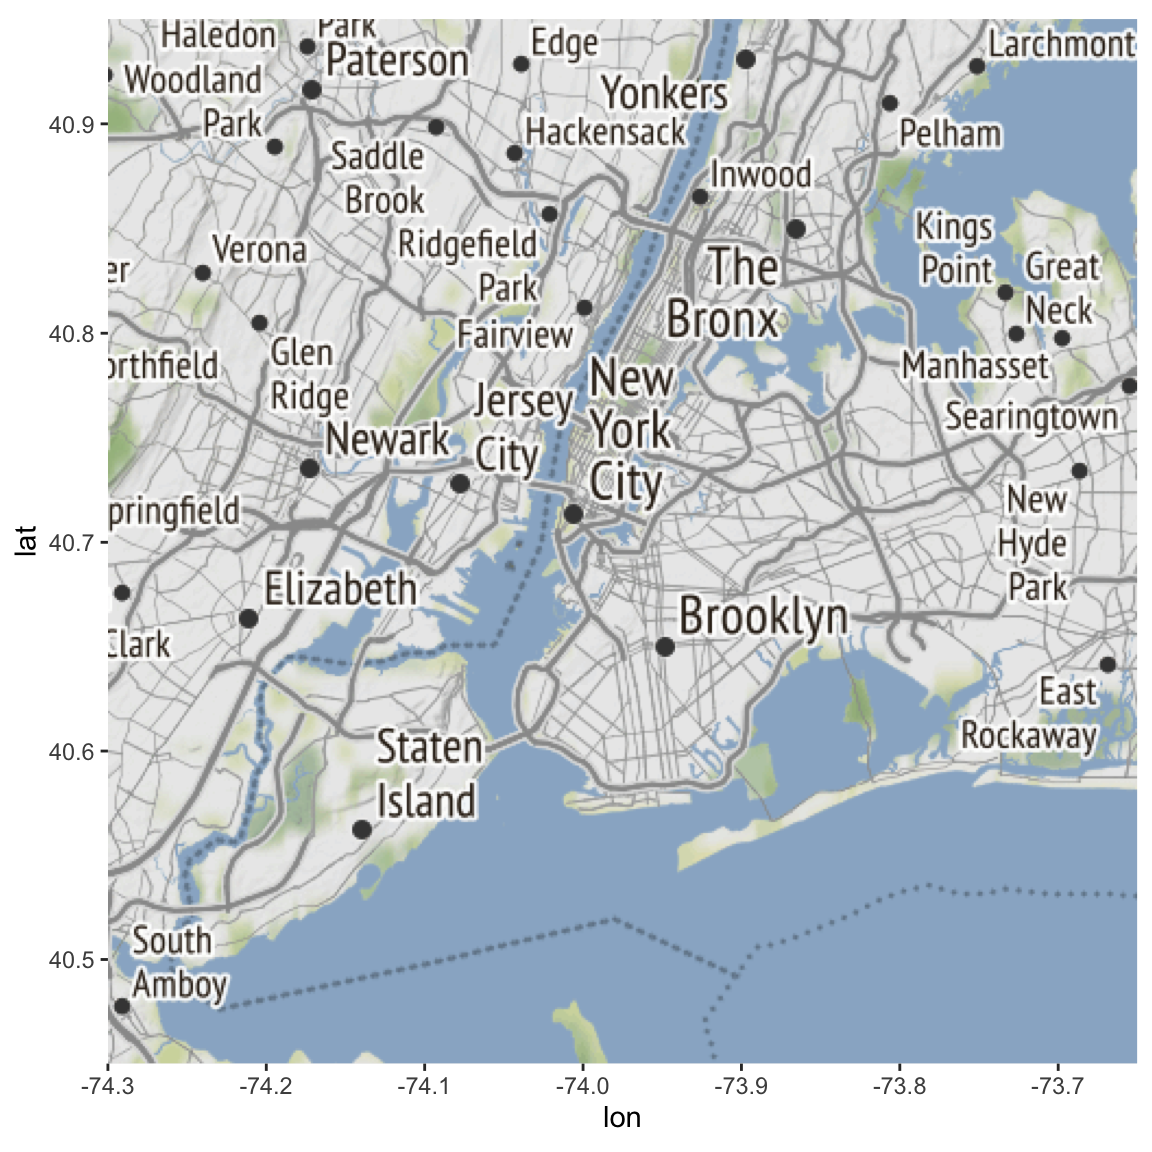 Haledon
Park
Edge
Larchmont
Paterson
Woodland
Park
Yonkers
Hackensack
Pelham
Saddle
Brook
Inwood
Verona
Ridgefield
Park
The
Bronx
Kings
Point
Great
Neck
er
Fairview
Glen
Ridge
orthfield
New
York
City
Manhasset
Jersey
City
Newark
Searingtown
pringfield
New
Hyde
Park
Elizabeth
Brooklyn
Clark
East
Rockaway
Staten
Island
South
Amboy
40.9
40.8
40.7
40.6
40.5
lat
-74.3
-74.2
-74.1
-74.0
-73.9
-73.8
-73.7
lon